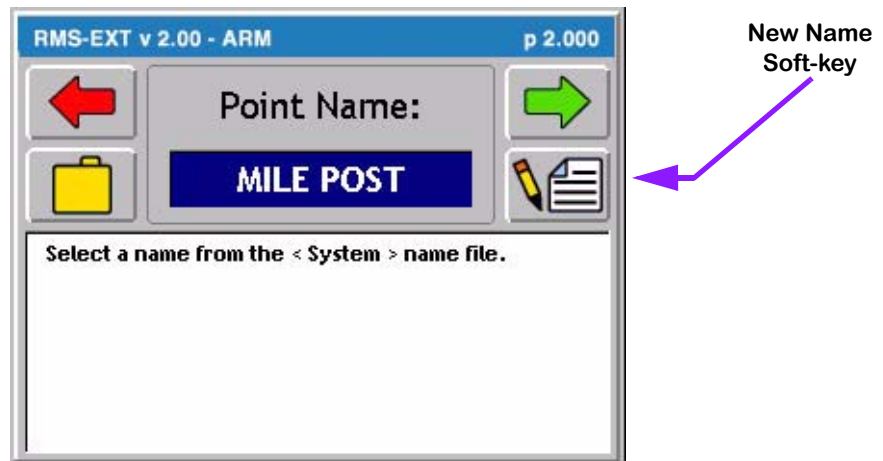 RMS-EXT v 2.00 - ARM p 2.000
New Name
Soft-key
Point Name:
MILE POST
Select a name from the < System > name file.